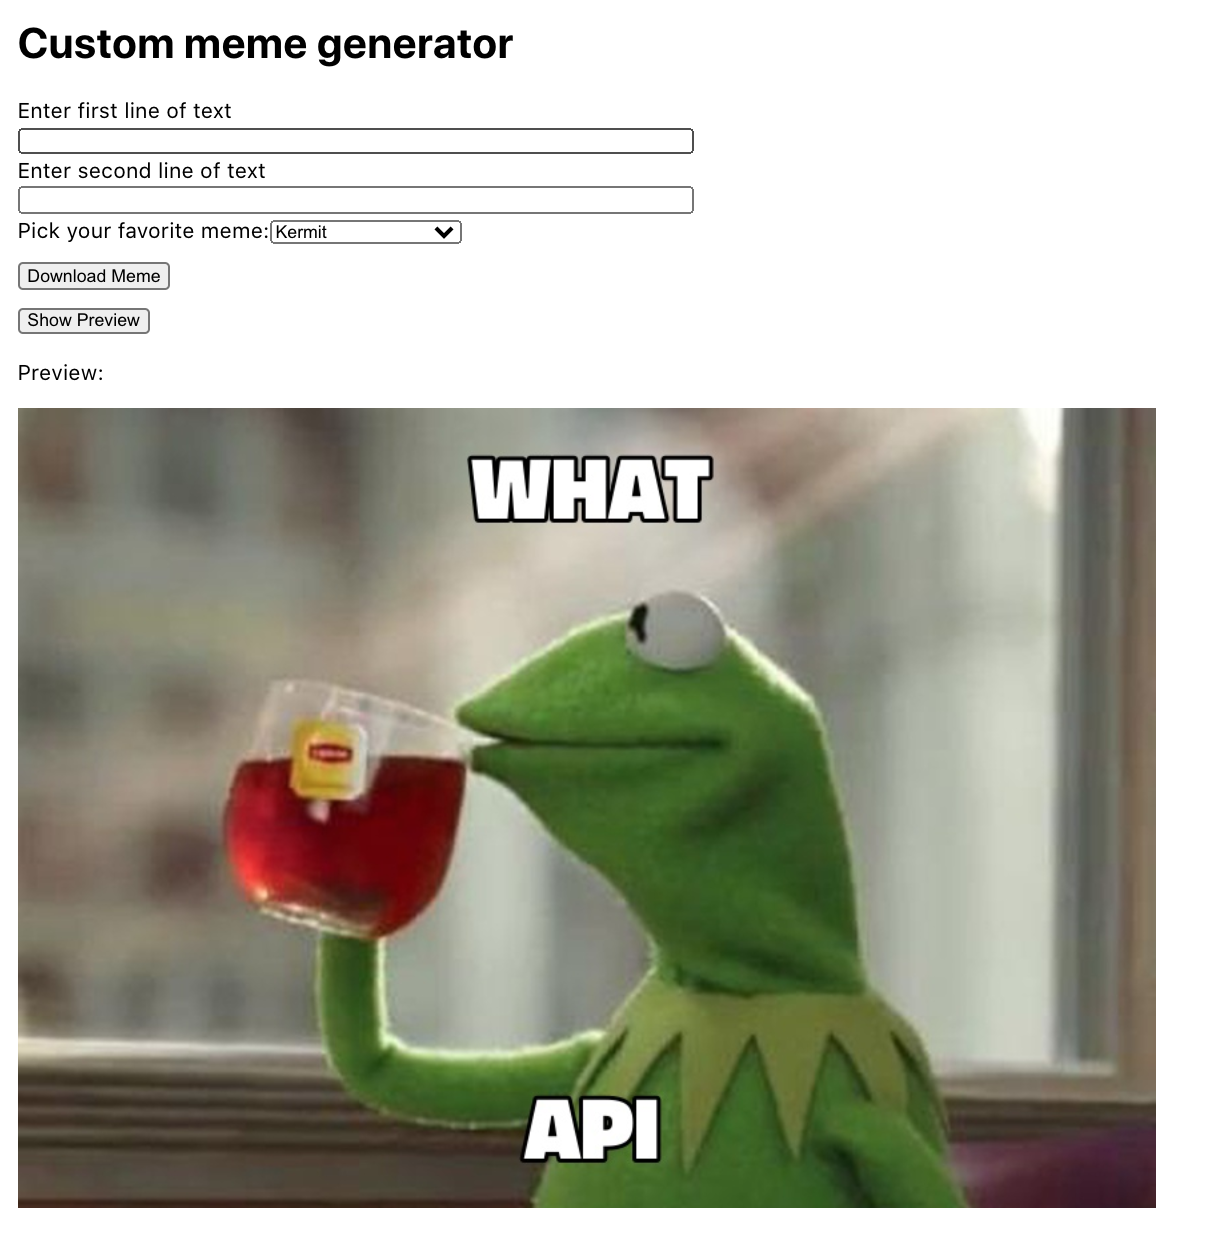 Custom meme generator
Enter first line of text
Enter second line of text
Pick your favorite meme: Kermit
Download Meme
Show Preview
Preview:
WHAT
API